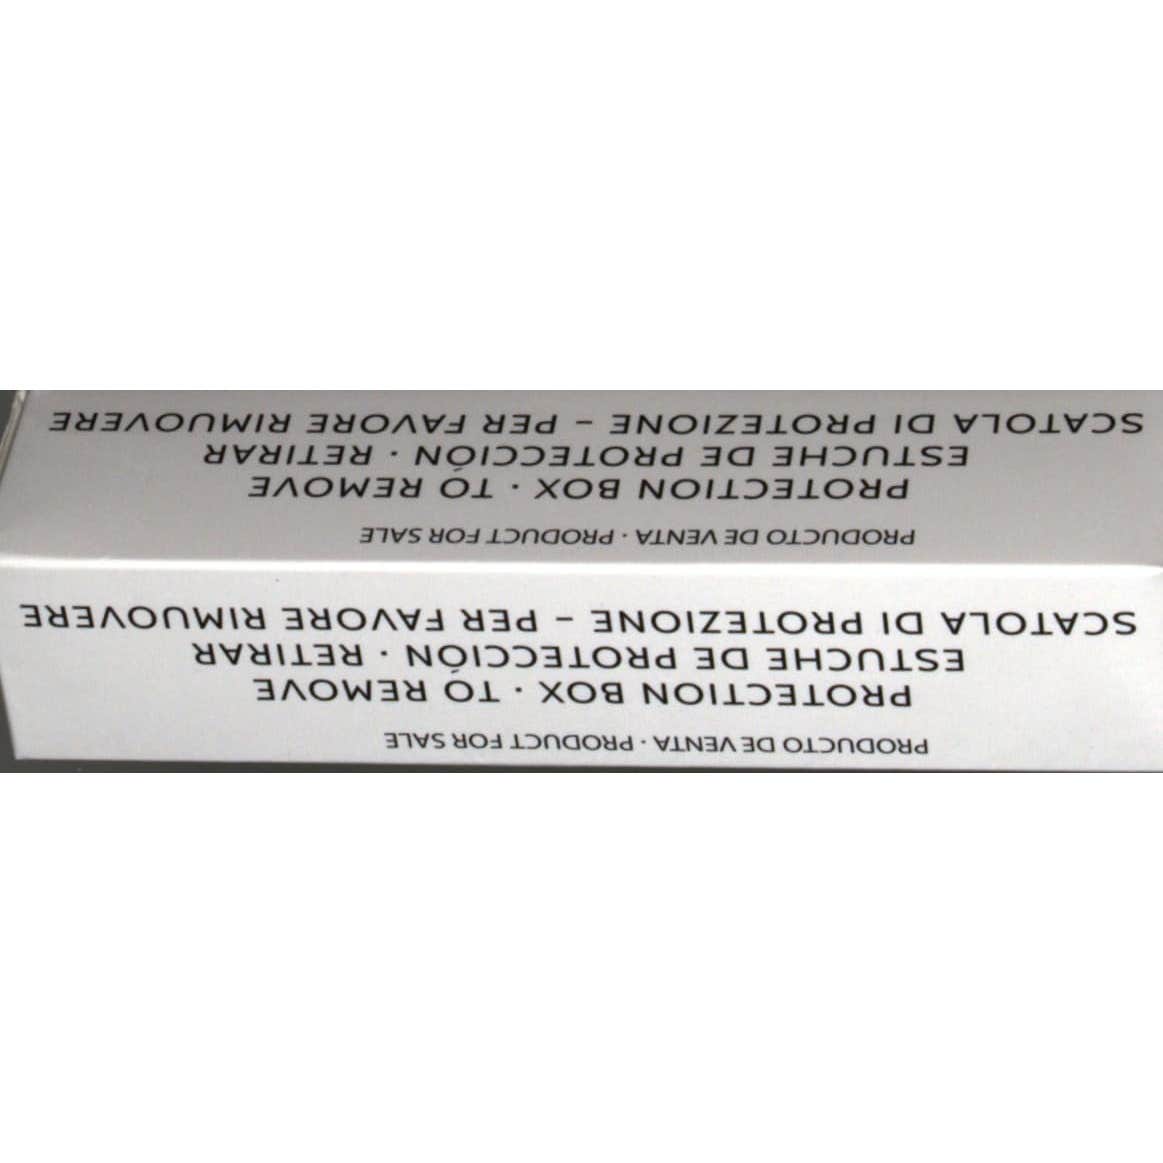 PRODUCTO DE VENTA · PRODUCT FOR SALE
PROTECTION BOX · TO REMOVE
ESTUCHE DE PROTECCIÓN · RETIRAR
SCATOLA DI PROTEZIONE – PER FAVORE RIMUOVERE
PRODUCTO DE VENTA · PRODUCT FOR SALE
PROTECTION BOX · TO REMOVE
ESTUCHE DE PROTECCIÓN · RETIRAR
SCATOLA DI PROTEZIONE – PER FAVORE RIMUOVERE